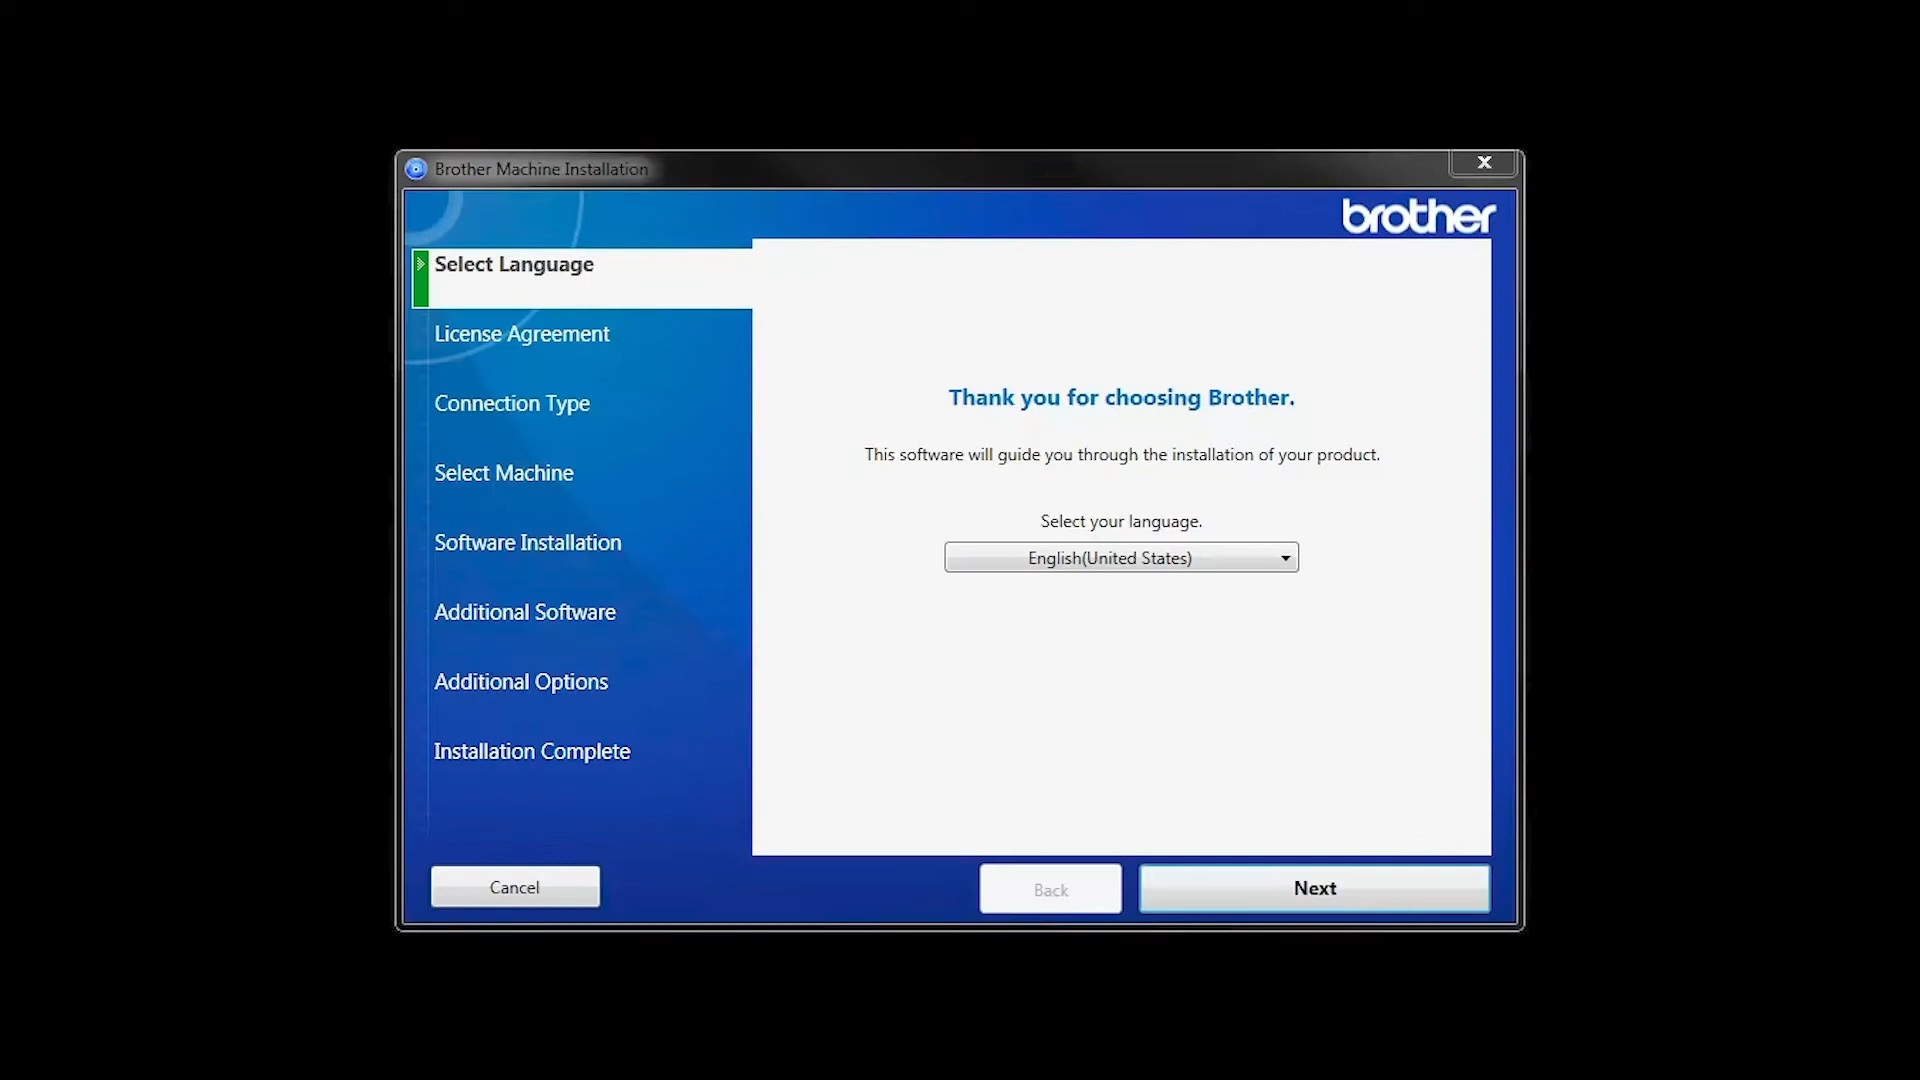 Brother Machine Installation
X
brother
Select Language
License Agreement
Connection Type
Select Machine
Software Installation
Additional Software
Additional Options
Installation Complete
Thank you for choosing Brother.
This software will guide you through the installation of your product.
Select your language.
English(United States)
Cancel
Back
Next